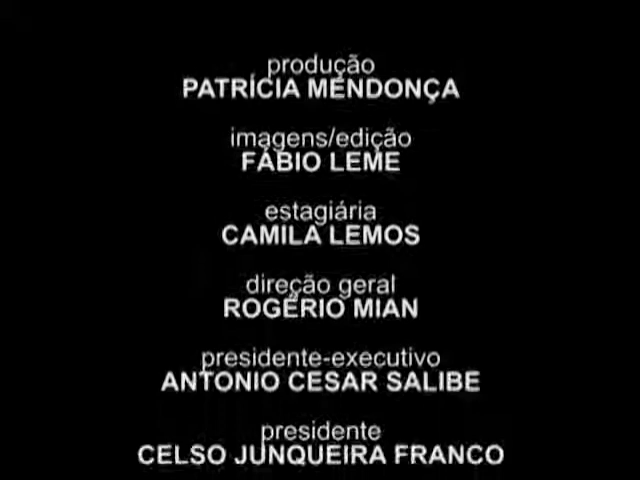 produção
PATRÍCIA MENDONÇA
imagens/edição
FÁBIO LEME
estagiária
CAMILA LEMOS
direção geral
ROGÉRIO MIAN
presidente-executivo
ANTONIO CESAR SALIBE
presidente
CELSO JUNQUEIRA FRANCO